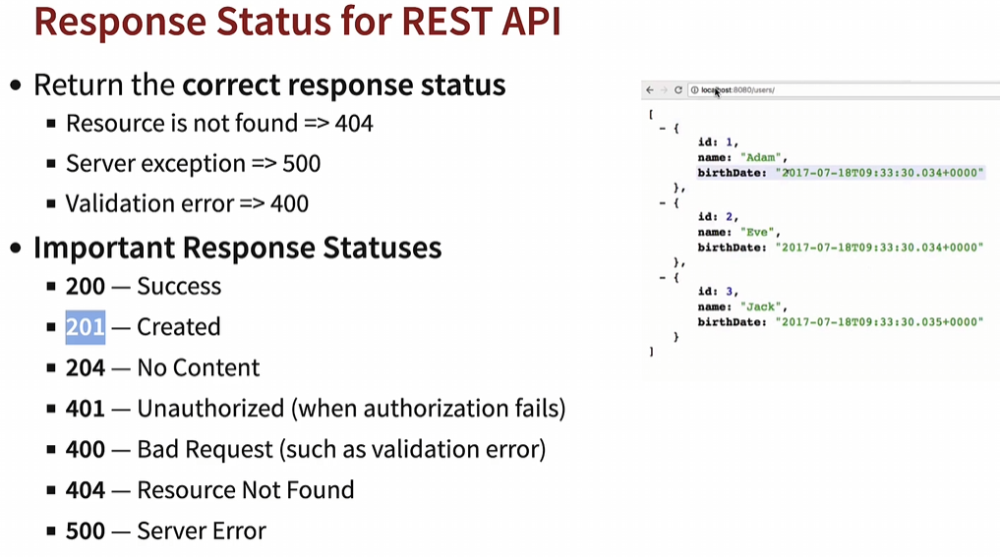 Response Status for REST API
• Return the correct response status
▪ Resource is not found => 404
▪ Server exception => 500
▪ Validation error => 400
• Important Response Statuses
▪ 200 — Success
▪ 201 — Created
▪ 204 — No Content
▪ 401 — Unauthorized (when authorization fails)
▪ 400 — Bad Request (such as validation error)
▪ 404 — Resource Not Found
▪ 500 — Server Error
localhost:8080/users/
[
- {
id: 1,
name: "Adam",
birthDate: "2017-07-18T09:33:30.034+0000"
},
- {
id: 2,
name: "Eve",
birthDate: "2017-07-18T09:33:30.034+0000"
},
- {
id: 3,
name: "Jack",
birthDate: "2017-07-18T09:33:30.035+0000"
}
]